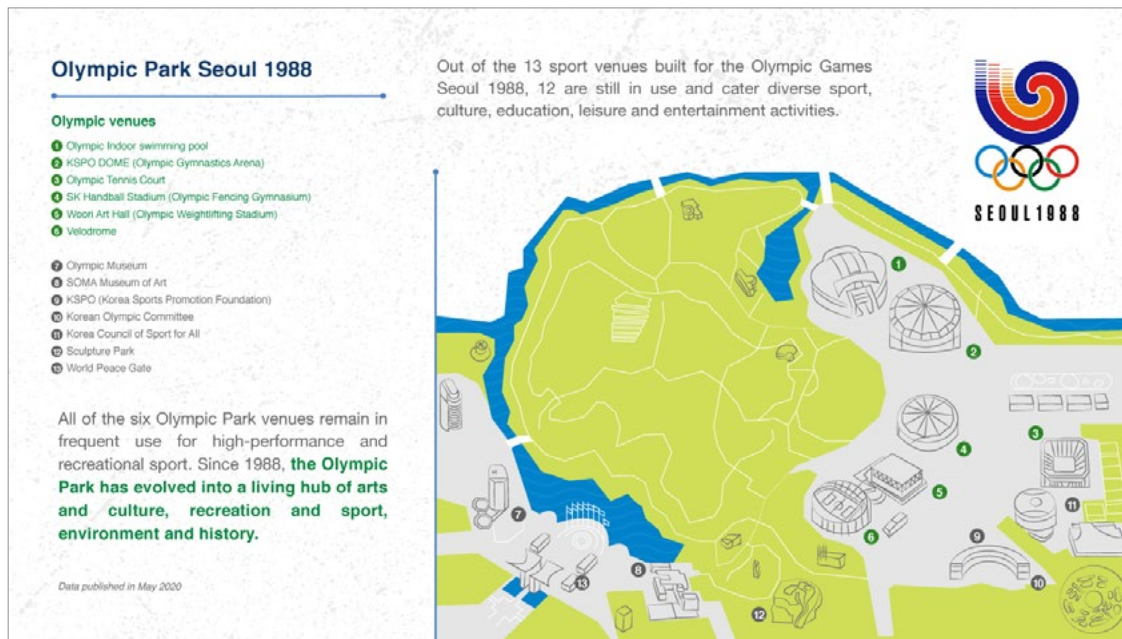 Olympic Park Seoul 1988
Olympic venues
1 Olympic Indoor swimming pool
2 KSPO DOME (Olympic Gymnastics Arena)
3 Olympic Tennis Court
4 SK Handball Stadium (Olympic Fencing Gymnasium)
5 Woori Art Hall (Olympic Weightlifting Stadium)
6 Velodrome
7 Olympic Museum
8 SOMA Museum of Art
9 KSPO (Korea Sports Promotion Foundation)
10 Korean Olympic Committee
11 Korea Council of Sport for All
12 Sculpture Park
13 World Peace Gate
All of the six Olympic Park venues remain in
frequent use for high-performance and
recreational sport. Since 1988, the Olympic
Park has evolved into a living hub of arts
and culture, recreation and sport,
environment and history.
Data published in May 2020
Out of the 13 sport venues built for the Olympic Games
Seoul 1988, 12 are still in use and cater diverse sport,
culture, education, leisure and entertainment activities.
SEOUL1988
1
2
3
4
5
6
7
8
9
10
11
12
13